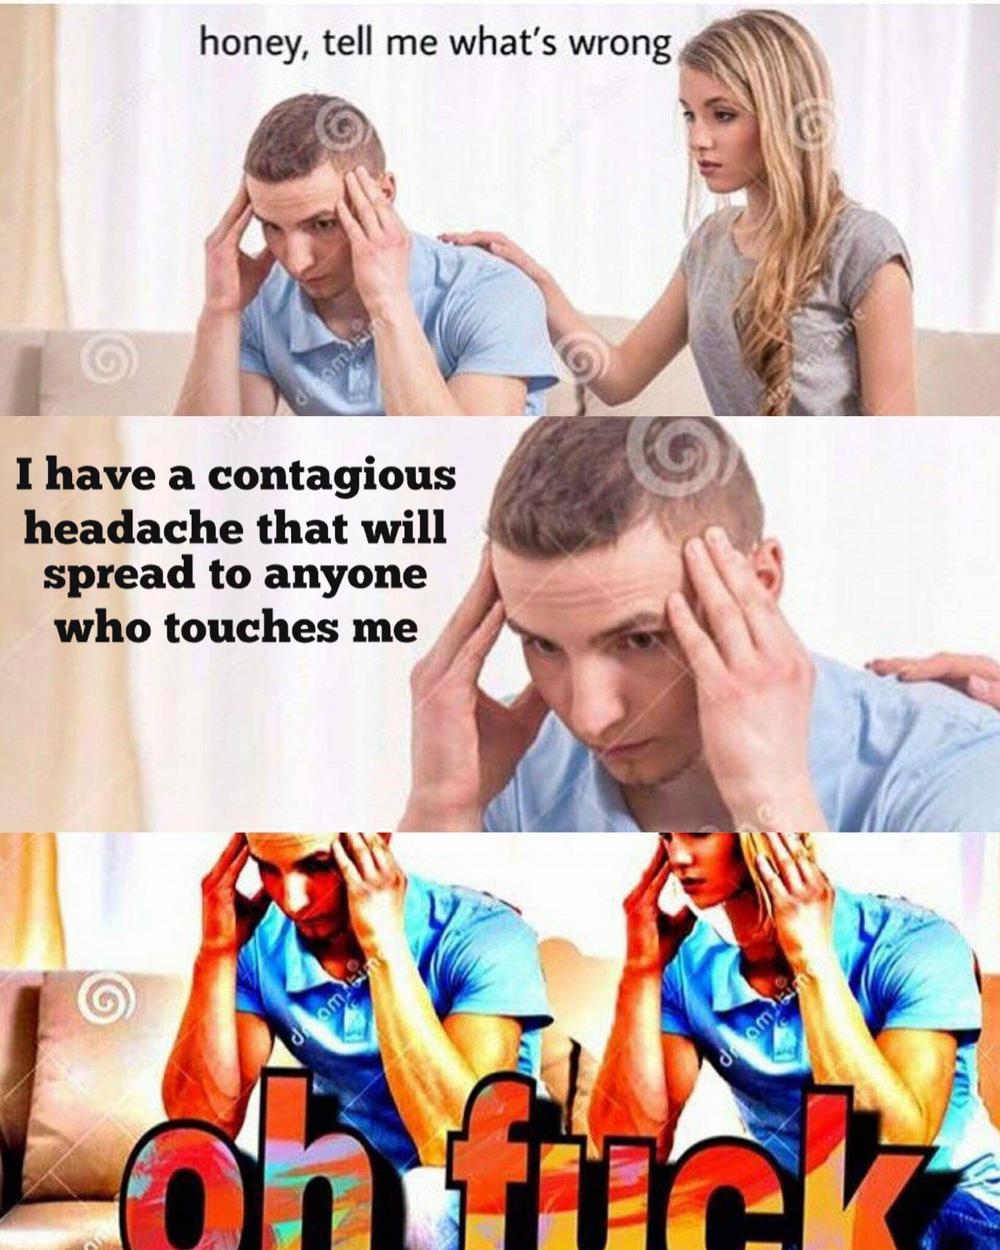 honey, tell me what's wrong
I have a contagious
headache that will
spread to anyone
who touches me
oh fuck